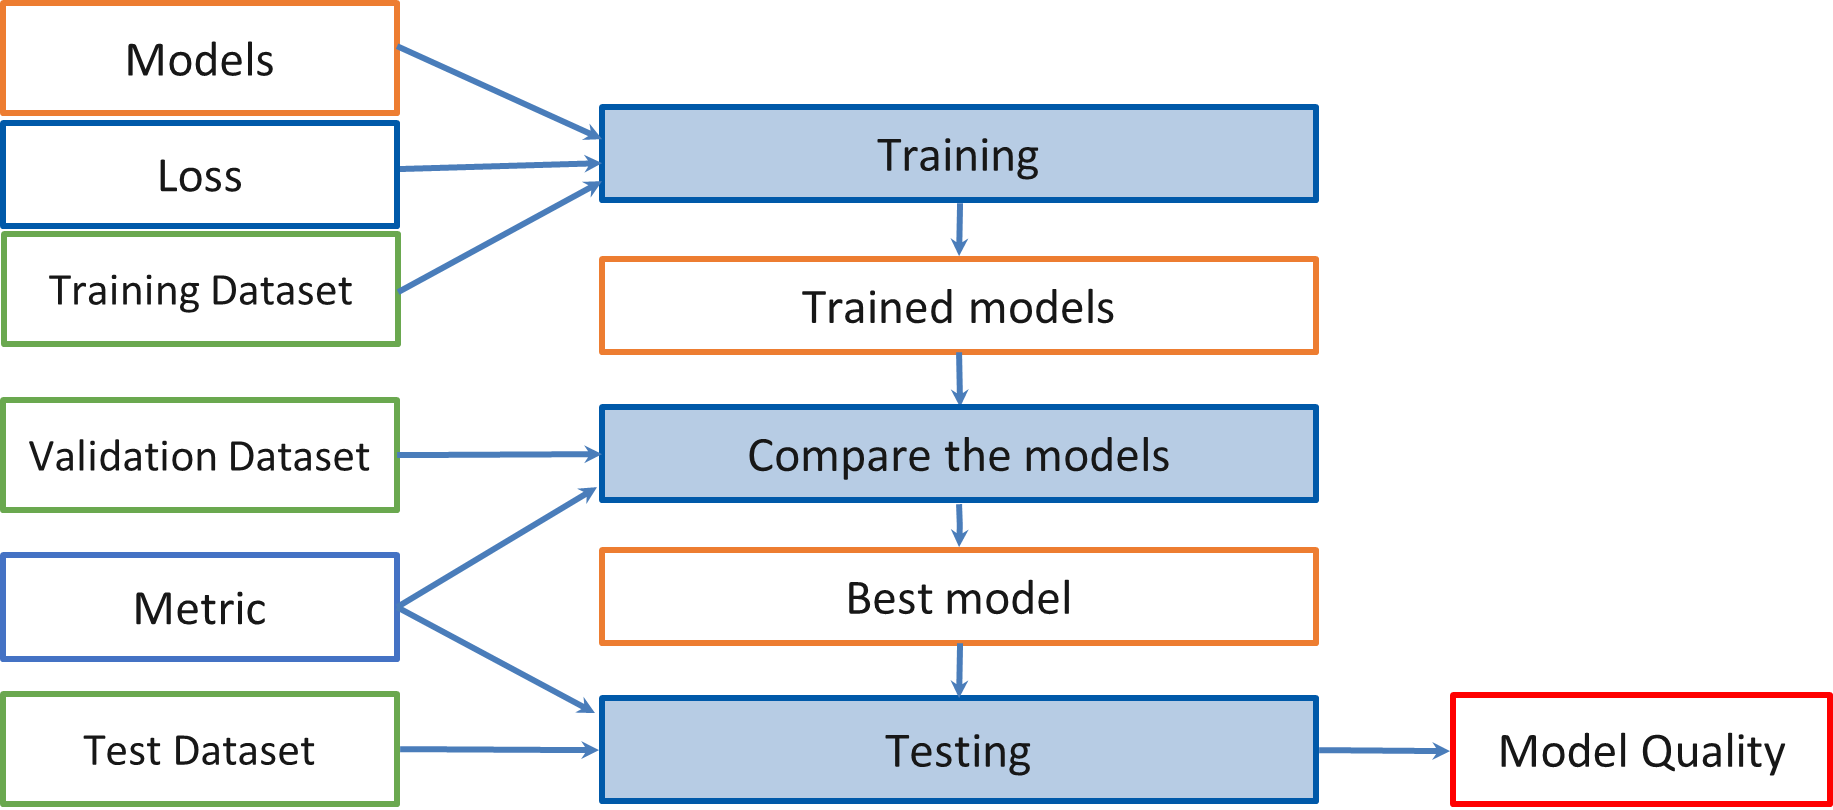 Models
Loss
Training Dataset
Training
Trained models
Validation Dataset
Compare the models
Metric
Best model
Test Dataset
Testing
Model Quality